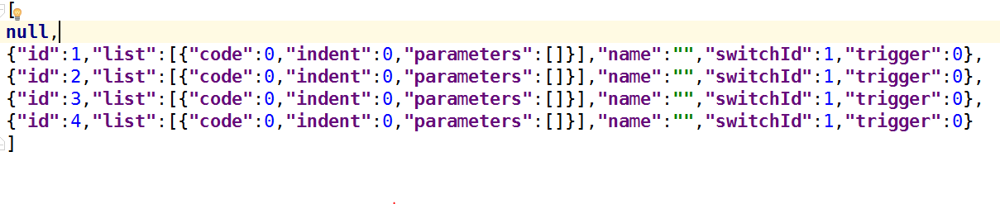 [
null,
{"id":1,"list":[{"code":0,"indent":0,"parameters":[]}],"name":"","switchId":1,"trigger":0},
{"id":2,"list":[{"code":0,"indent":0,"parameters":[]}],"name":"","switchId":1,"trigger":0},
{"id":3,"list":[{"code":0,"indent":0,"parameters":[]}],"name":"","switchId":1,"trigger":0},
{"id":4,"list":[{"code":0,"indent":0,"parameters":[]}],"name":"","switchId":1,"trigger":0}
]